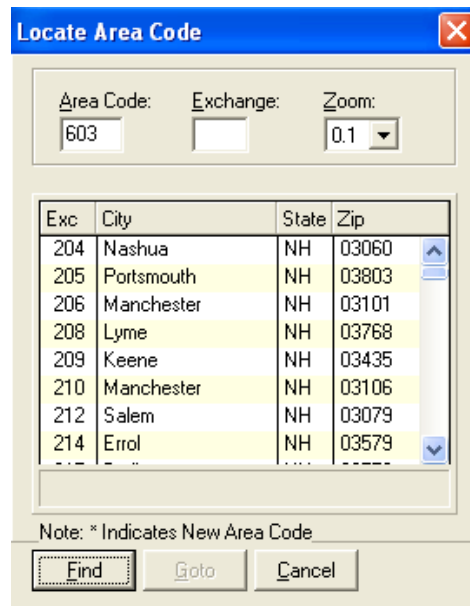 Locate Area Code
Area Code: Exchange: Zoom:
603 0.1
Exc City State Zip
204 Nashua NH 03060
205 Portsmouth NH 03803
206 Manchester NH 03101
208 Lyme NH 03768
209 Keene NH 03435
210 Manchester NH 03106
212 Salem NH 03079
214 Errol NH 03579
Note: * Indicates New Area Code
Find Goto Cancel